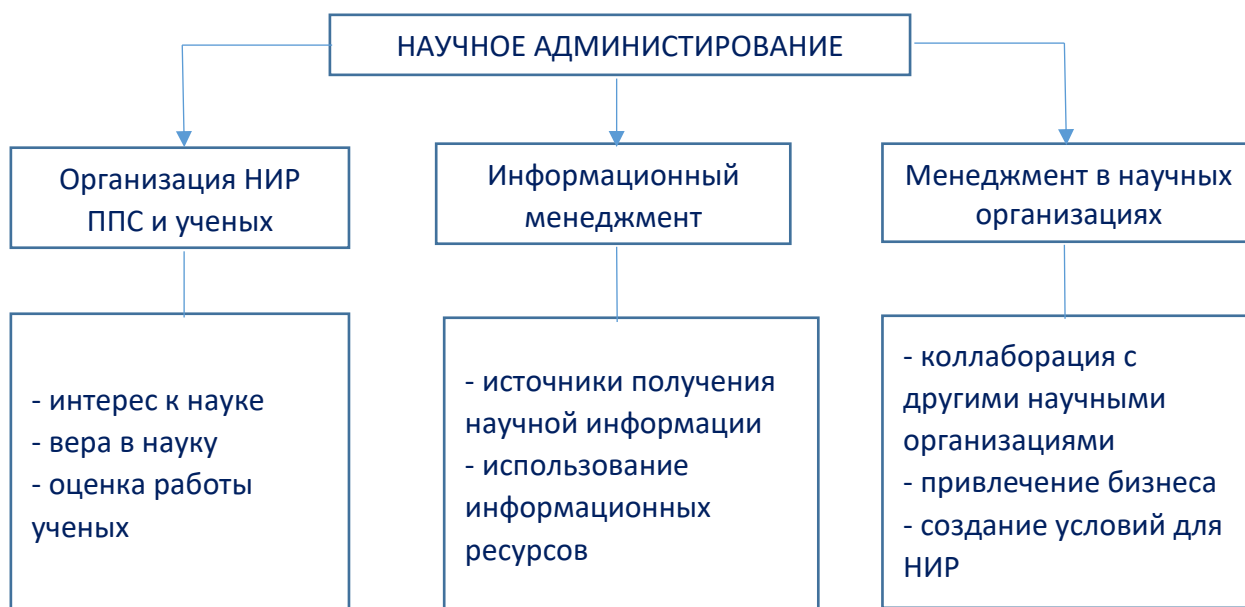 НАУЧНОЕ АДМИНИСТИРОВАНИЕ
Организация НИР
ППС и ученых
Информационный
менеджмент
Менеджмент в научных
организациях
- интерес к науке
- вера в науку
- оценка работы
ученых
- источники получения
научной информации
- использование
информационных
ресурсов
- коллаборация с
другими научными
организациями
- привлечение бизнеса
- создание условий для
НИР